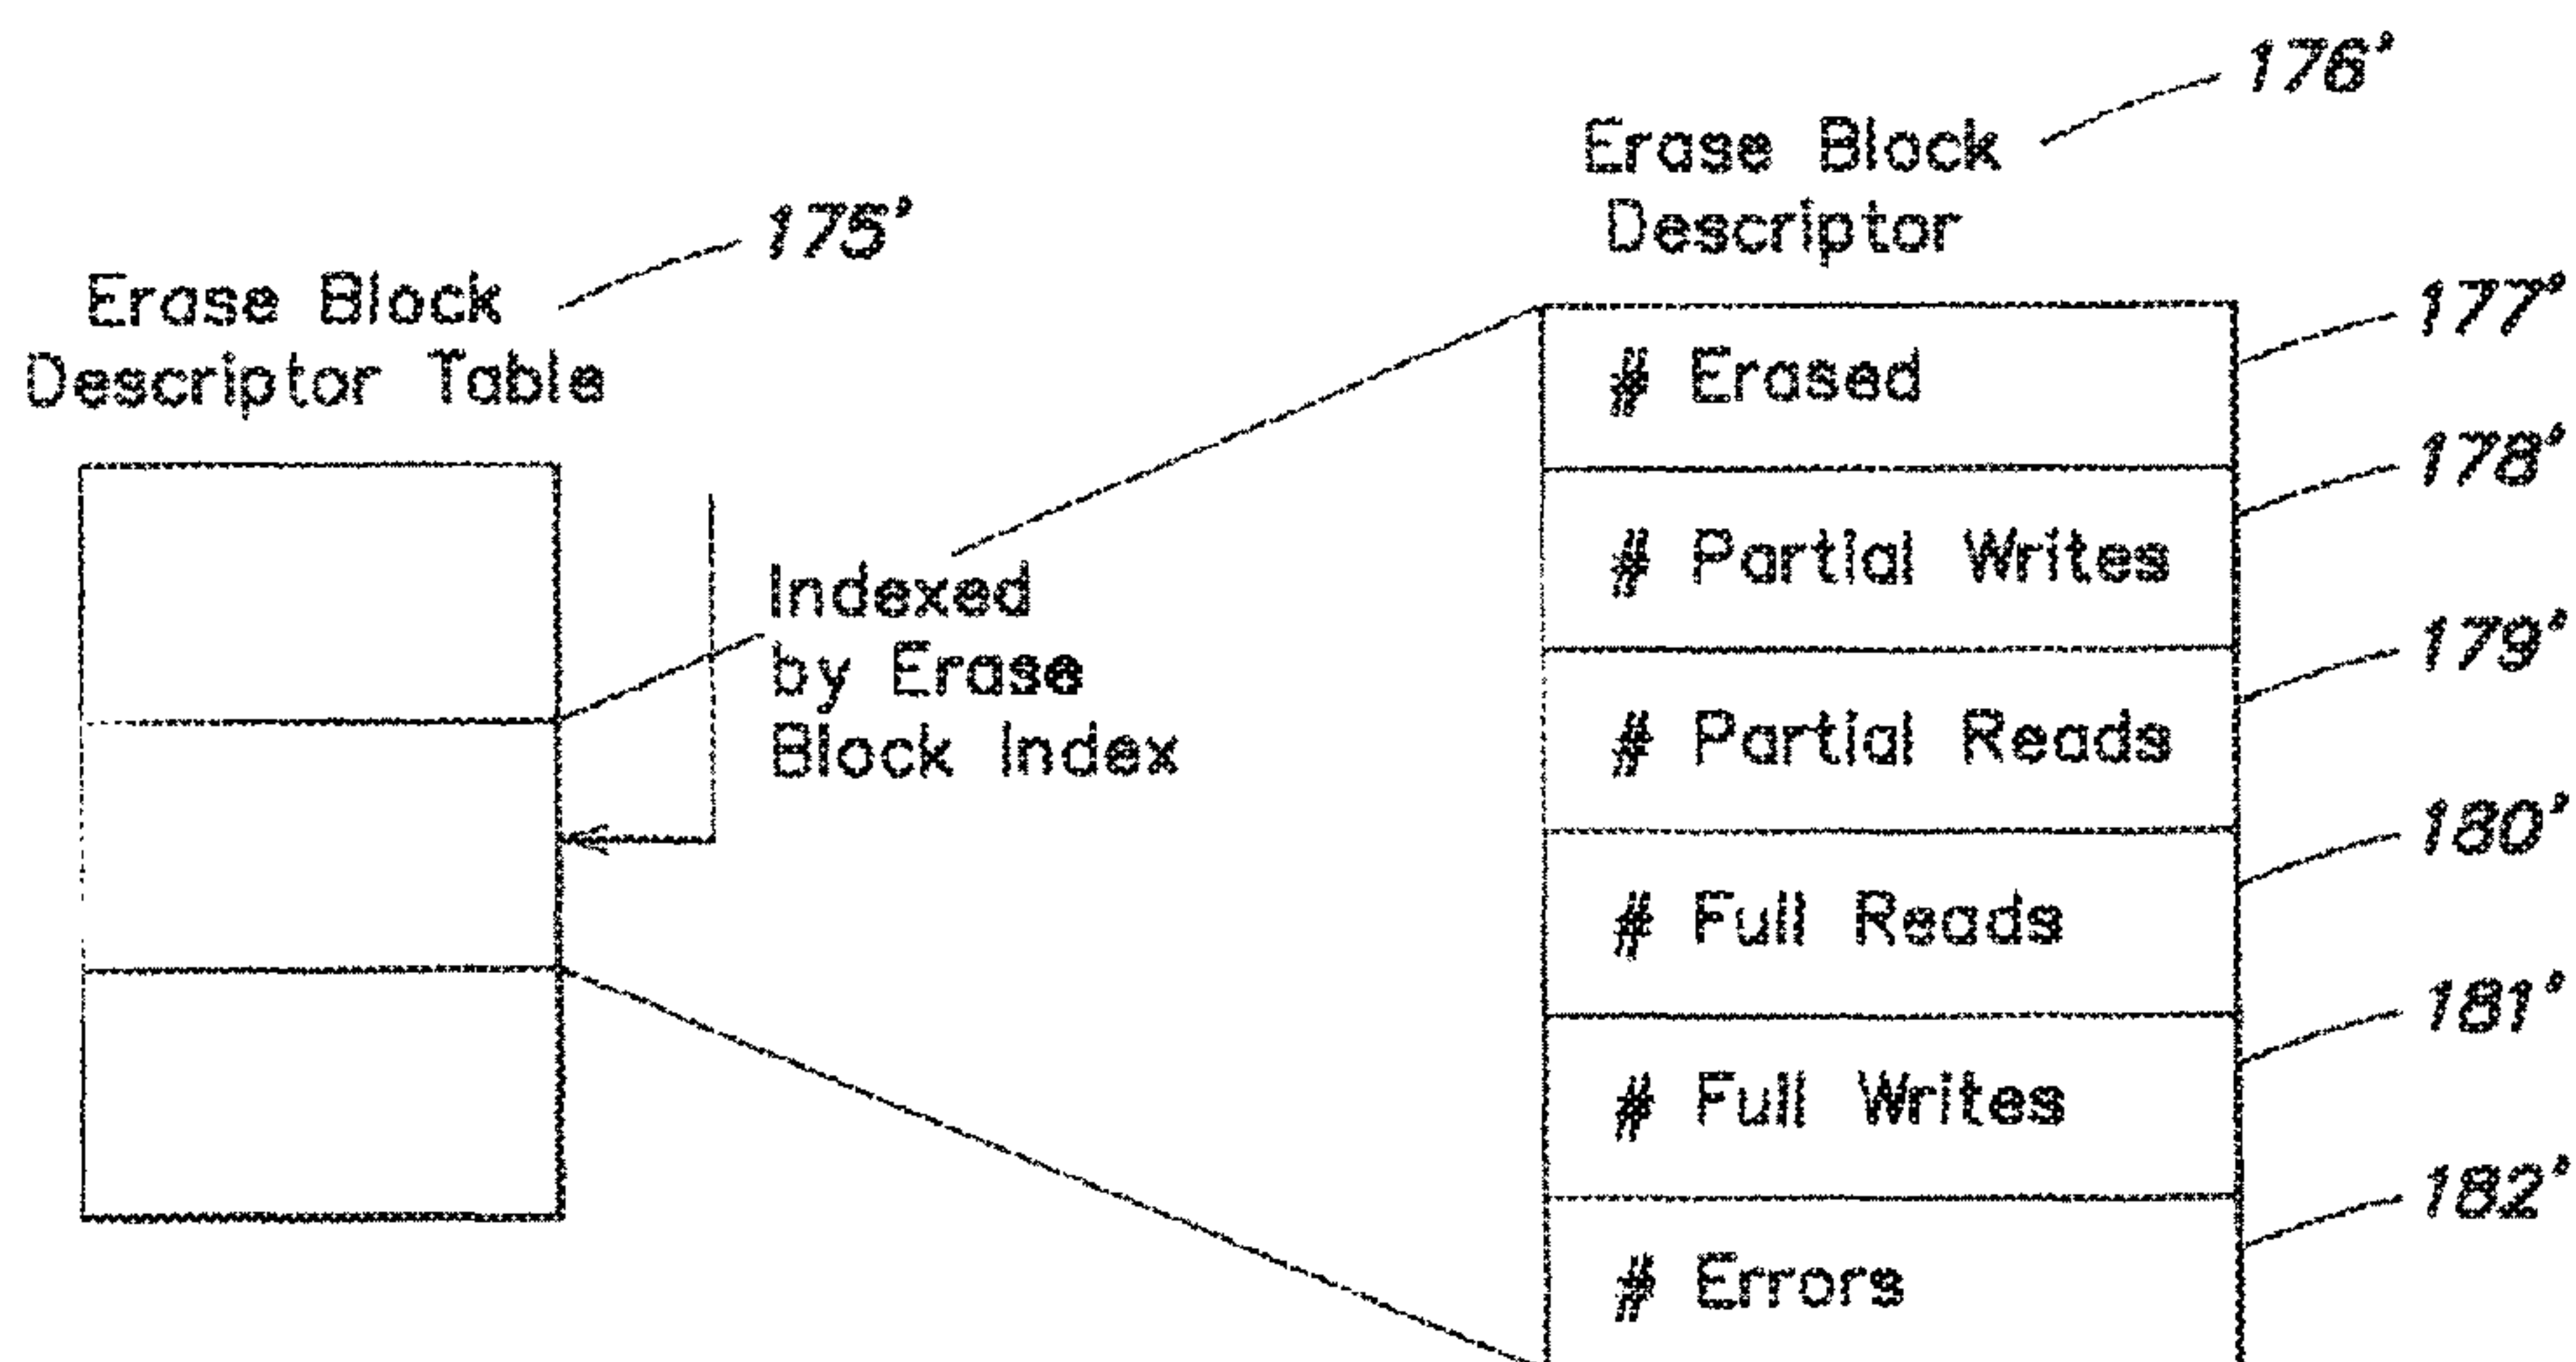 175'
Erase Block
Descriptor Table
Indexed
by Erase
Block Index
176'
Erase Block
Descriptor
# Erased
177'
# Partial Writes
178'
# Partial Reads
179'
# Full Reads
180'
# Full Writes
181'
# Errors
182'